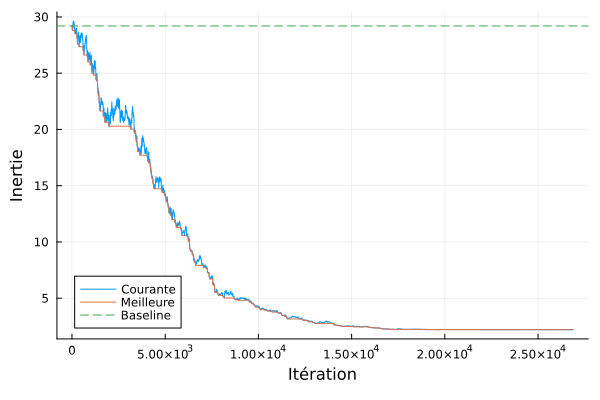 30
25
20
15
10
5
Inertie
Courante
Meilleure
Baseline
0
5.00×10³
1.00×10⁴
1.50×10⁴
2.00×10⁴
2.50×10⁴
Itération